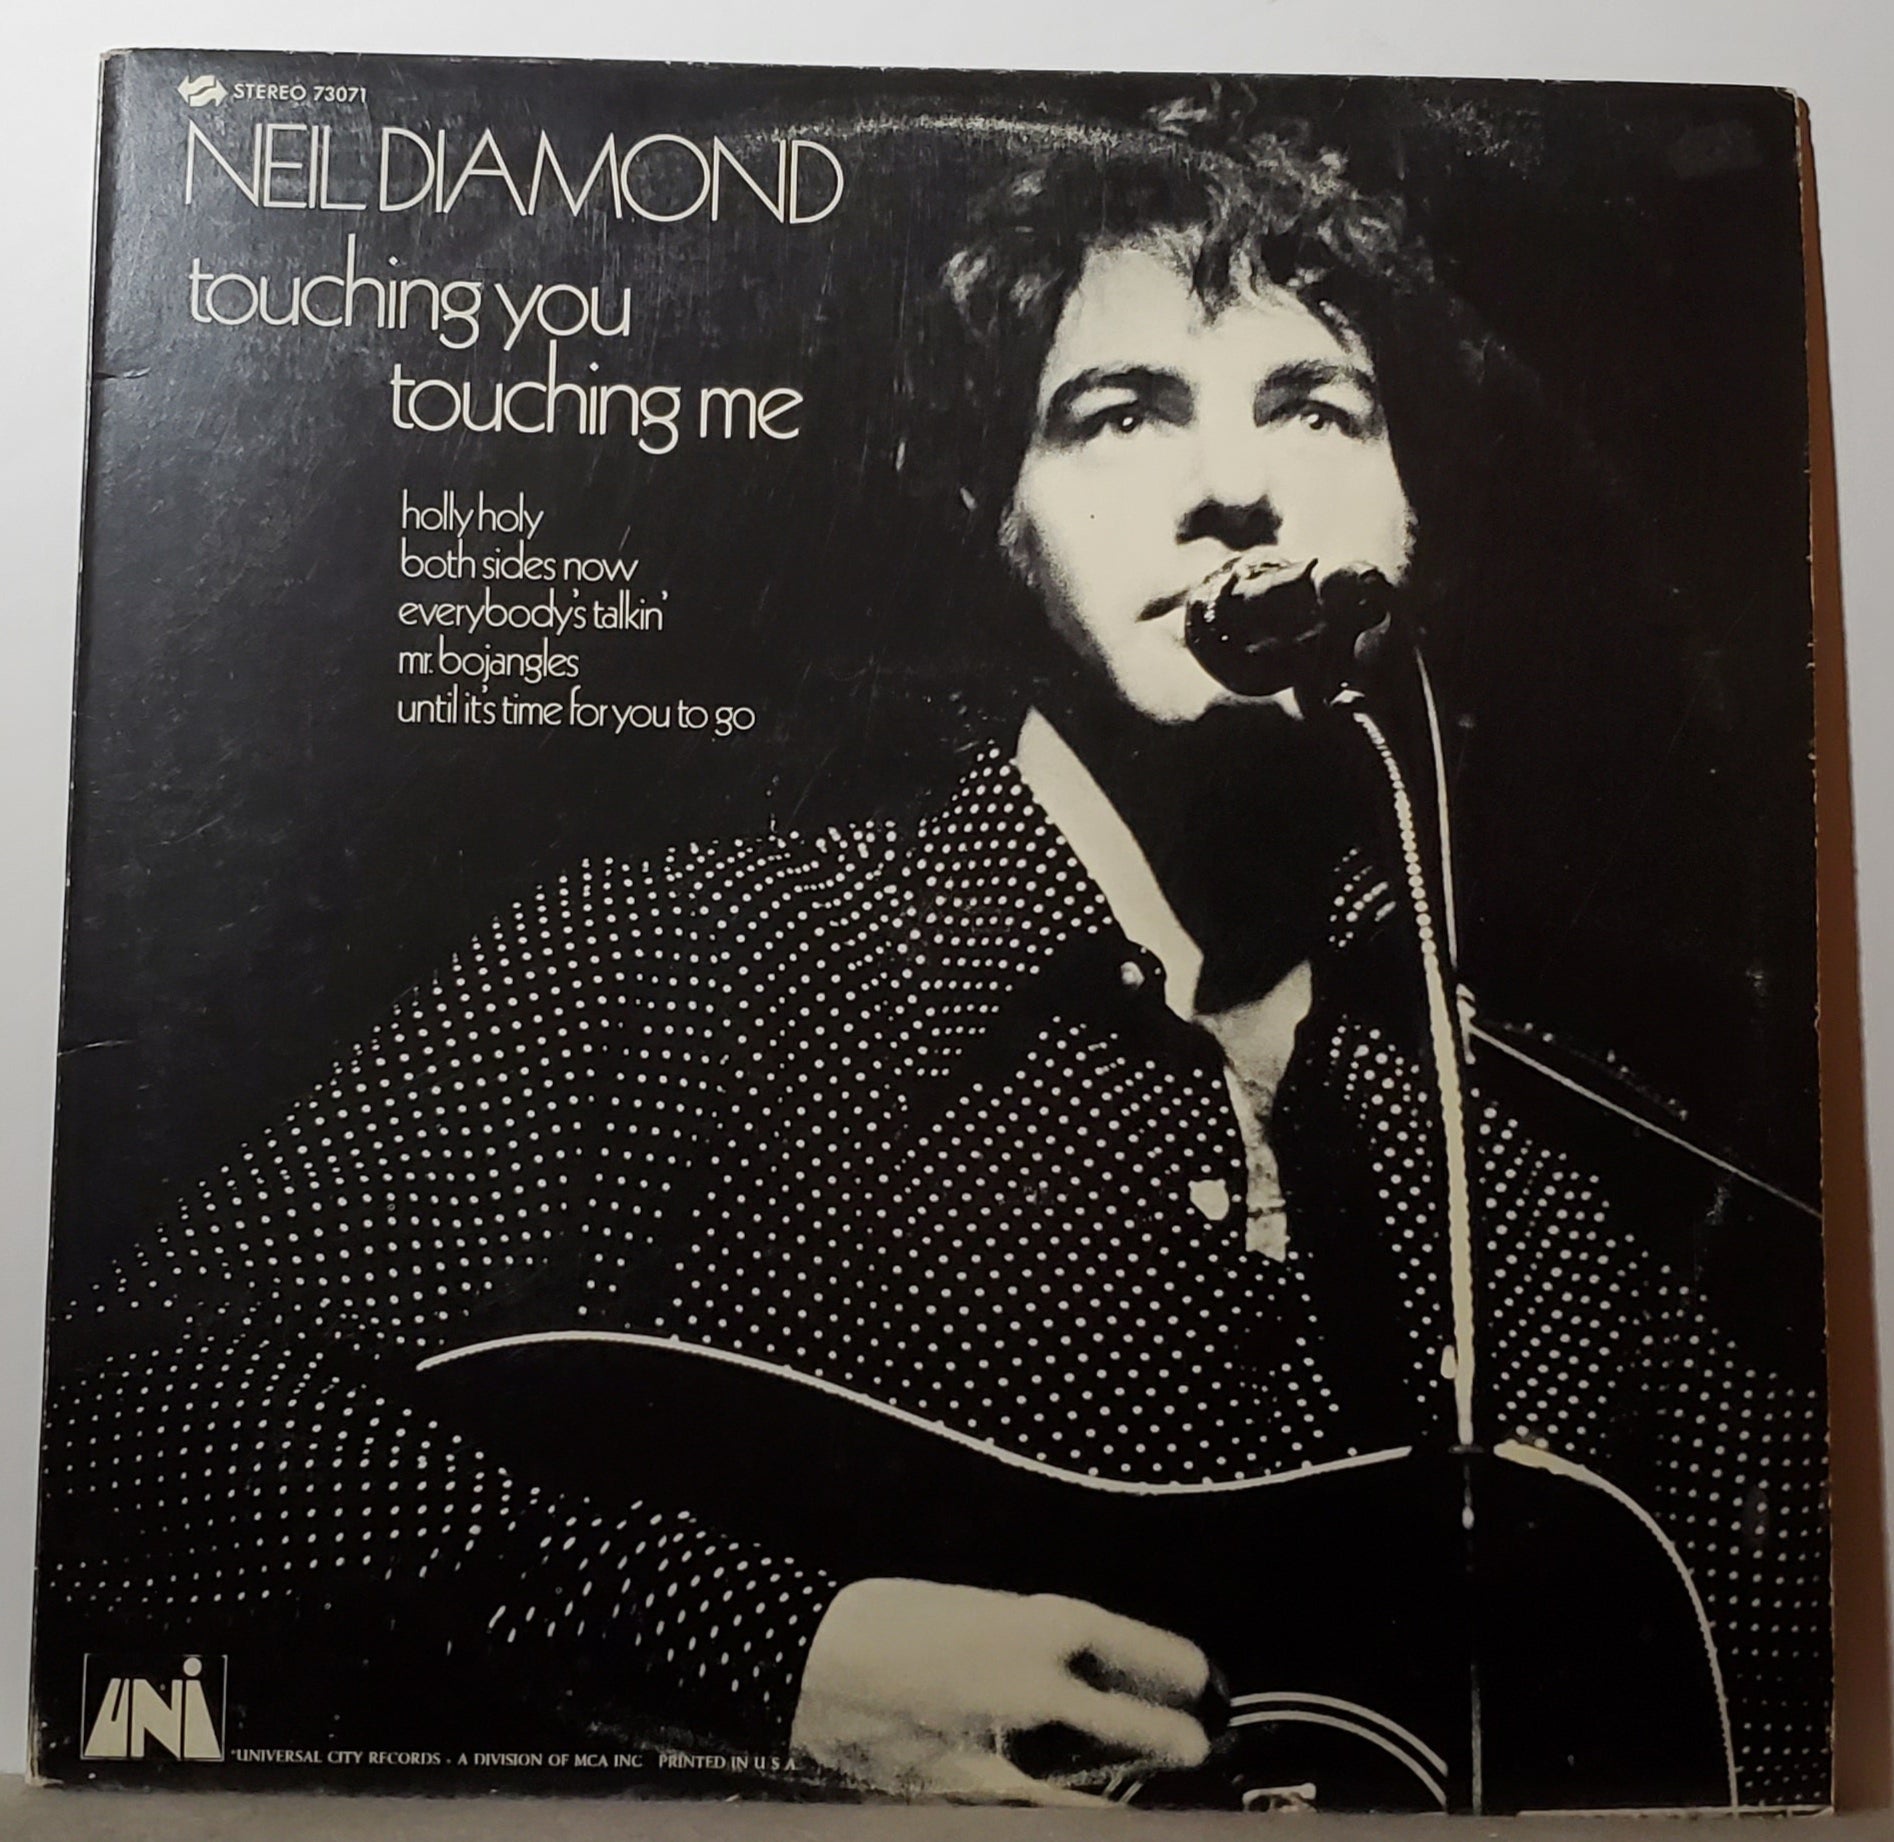 STEREO 73071
NEIL DIAMOND
touching you
touching me
holly holy
both sides now
everybody's talkin'
mr. bojangles
until it's time for you to go
UNI
UNIVERSAL CITY RECORDS · A DIVISION OF MCA INC PRINTED IN U S A